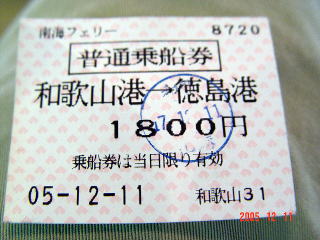 南海フェリー 8720
普通乗船券
和歌山港→徳島港
1800円
乗船券は当日限り有効
05-12-11 和歌山31
2005.12.11